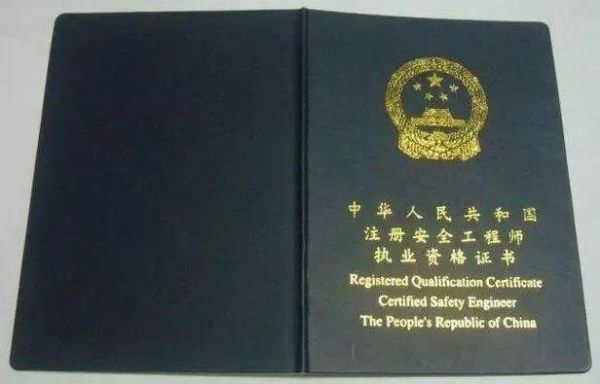 中华人民共和国
注册安全工程师
执业资格证书
Registered Qualification Certificate
Certified Safety Engineer
The People's Republic of China